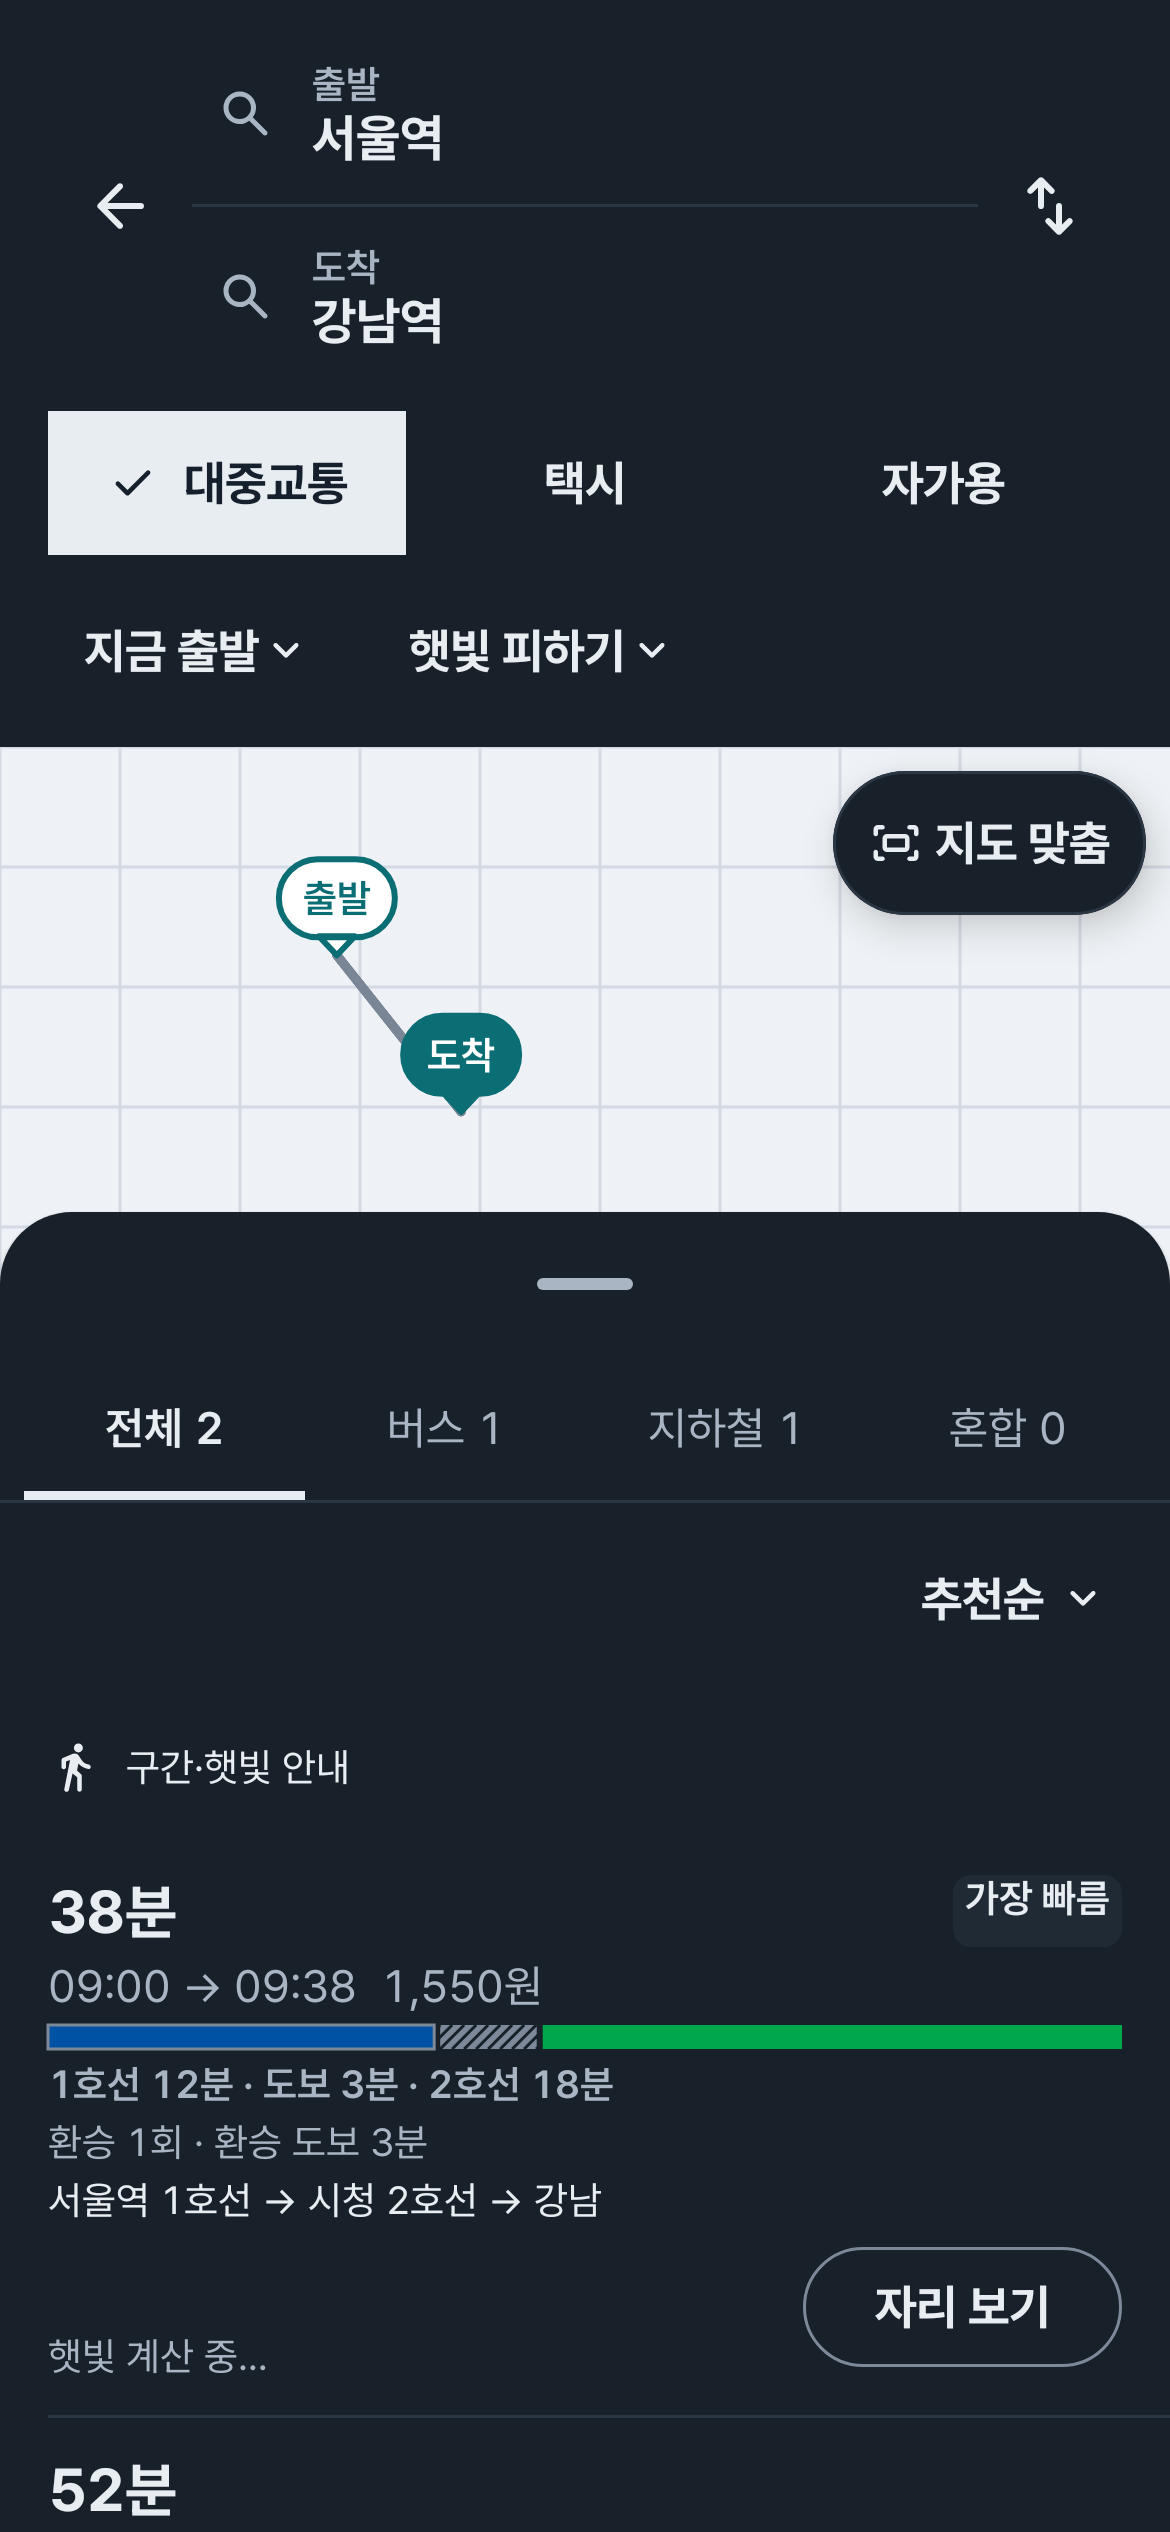 출발
서울역
도착
강남역
대중교통
택시
자가용
지금 출발
햇빛 피하기
지도 맞춤
출발
도착
전체 2
버스 1
지하철 1
혼합 0
추천순
구간·햇빛 안내
38분
가장 빠름
09:00 → 09:38 1,550원
1호선 12분 · 도보 3분 · 2호선 18분
환승 1회 · 환승 도보 3분
서울역 1호선 → 시청 2호선 → 강남
자리 보기
햇빛 계산 중...
52분